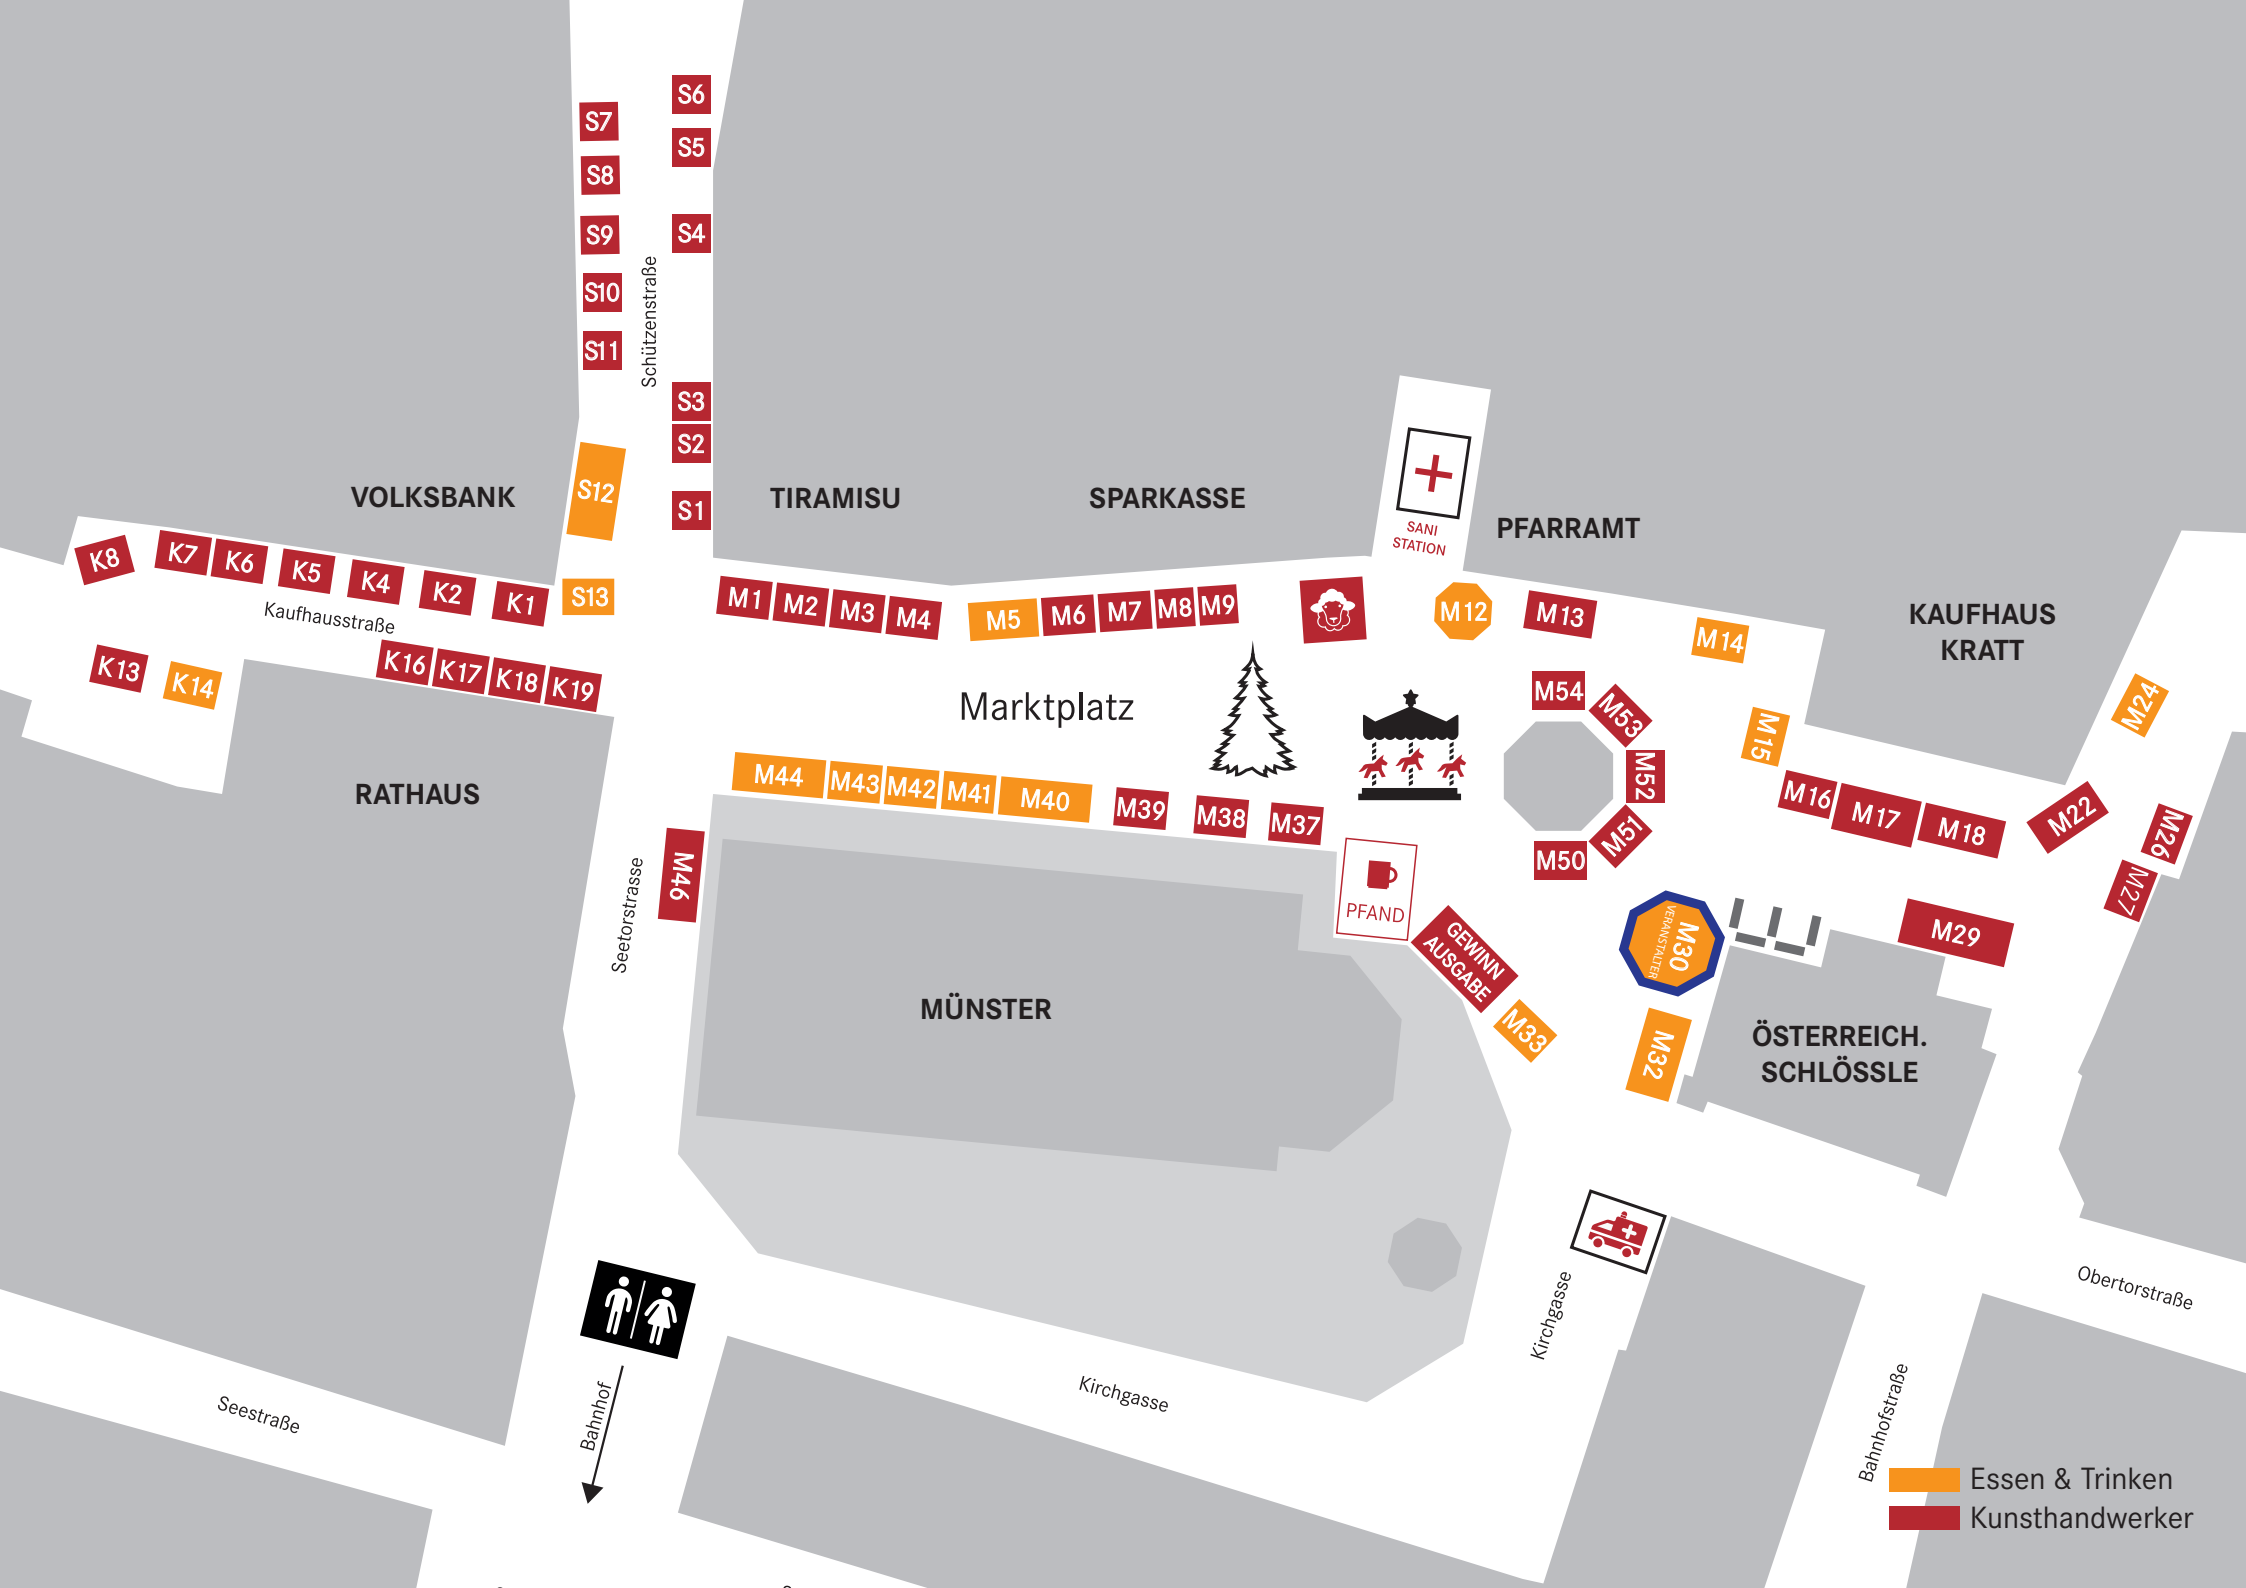 S6
S7
S5
S8
S9
S4
S10
Schützenstraße
S11
S3
S2
S12
S1
VOLKSBANK
TIRAMISU
SPARKASSE
SANI
STATION
PFARRAMT
K8
K7
K6
K5
K4
K2
K1
S13
Kaufhausstraße
K13
K14
K16
K17
K18
K19
M1
M2
M3
M4
M5
M6
M7
M8
M9
M12
M13
M14
KAUFHAUS
KRATT
Marktplatz
M54
M53
M52
M51
M50
M15
M24
M16
M17
M18
M22
M26
M27
M29
RATHAUS
M44
M43
M42
M41
M40
M39
M38
M37
M46
Seetorstrasse
PFAND
GEWINN
AUSGABE
M33
M30
VERANSTALTER
M32
MÜNSTER
ÖSTERREICH.
SCHLÖSSLE
Kirchgasse
Obertorstraße
Bahnhof
Seestraße
Kirchgasse
Bahnhofstraße
Essen & Trinken
Kunsthandwerker